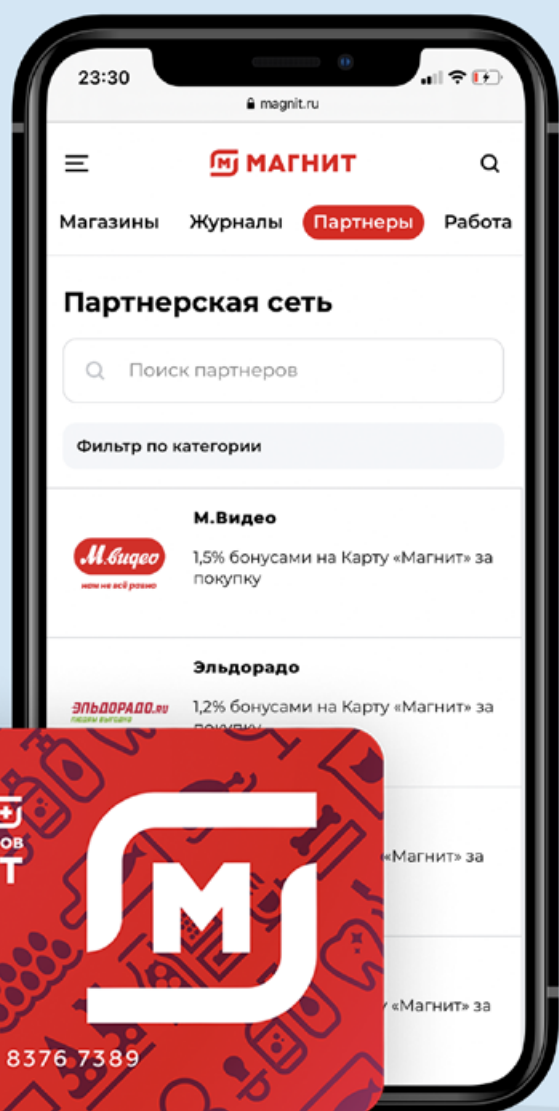 23:30
magnit.ru
МАГНИТ
Магазины Журналы Партнеры Работа
Партнерская сеть
Поиск партнеров
Фильтр по категории
М.Видео
М.видео
нам не всё равно
1,5% бонусами на Карту «Магнит» за
покупку
Эльдорадо
ЭЛЬДОРАДО.RU
1,2% бонусами на Карту «Магнит» за
покупку
«Магнит» за
«Магнит» за
ОВ
Т
М
8376 7389